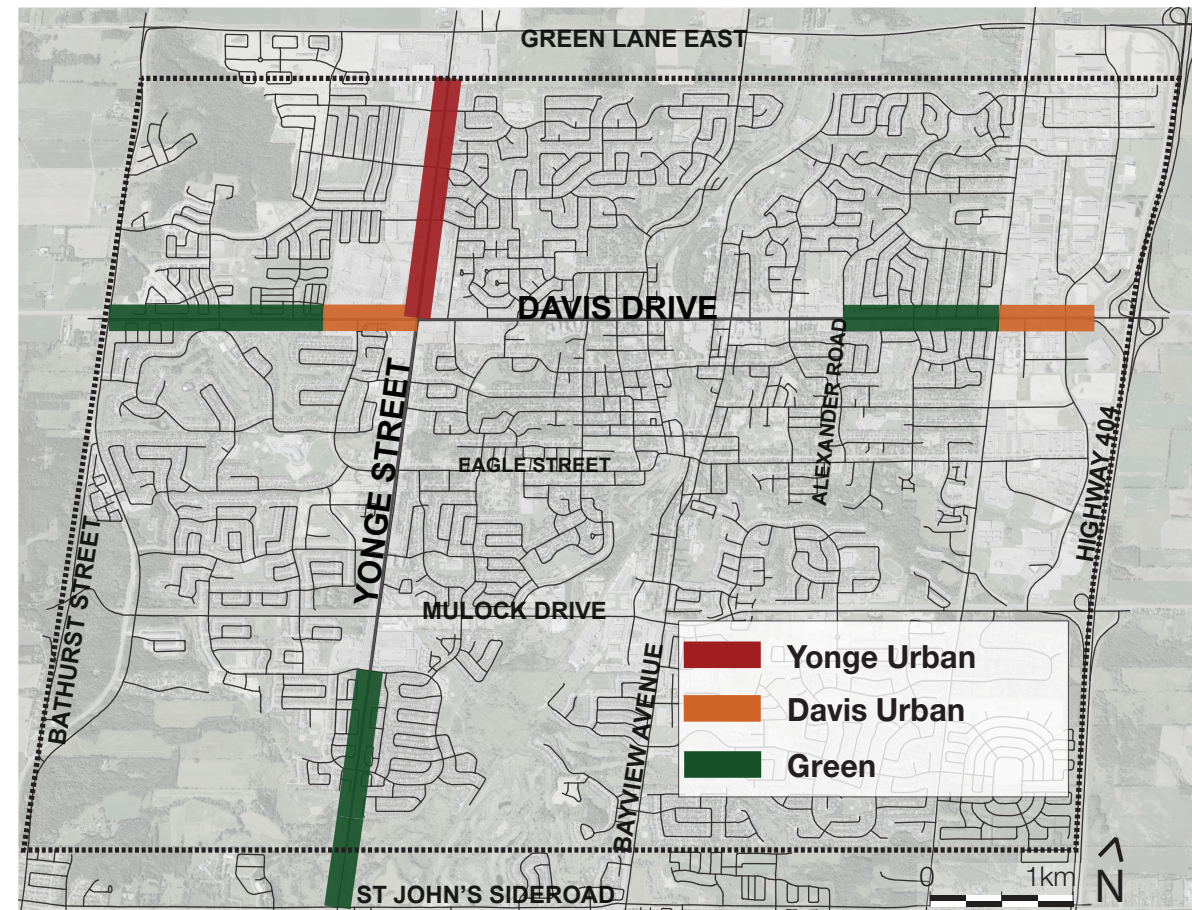 GREEN LANE EAST
DAVIS DRIVE
YONGE STREET
ALEXANDER ROAD
EAGLE STREET
HIGHWAY 404
BATHURST STREET
MULOCK DRIVE
BAYVIEW AVENUE
Yonge Urban
Davis Urban
Green
ST JOHN'S SIDEROAD
0 1km
N